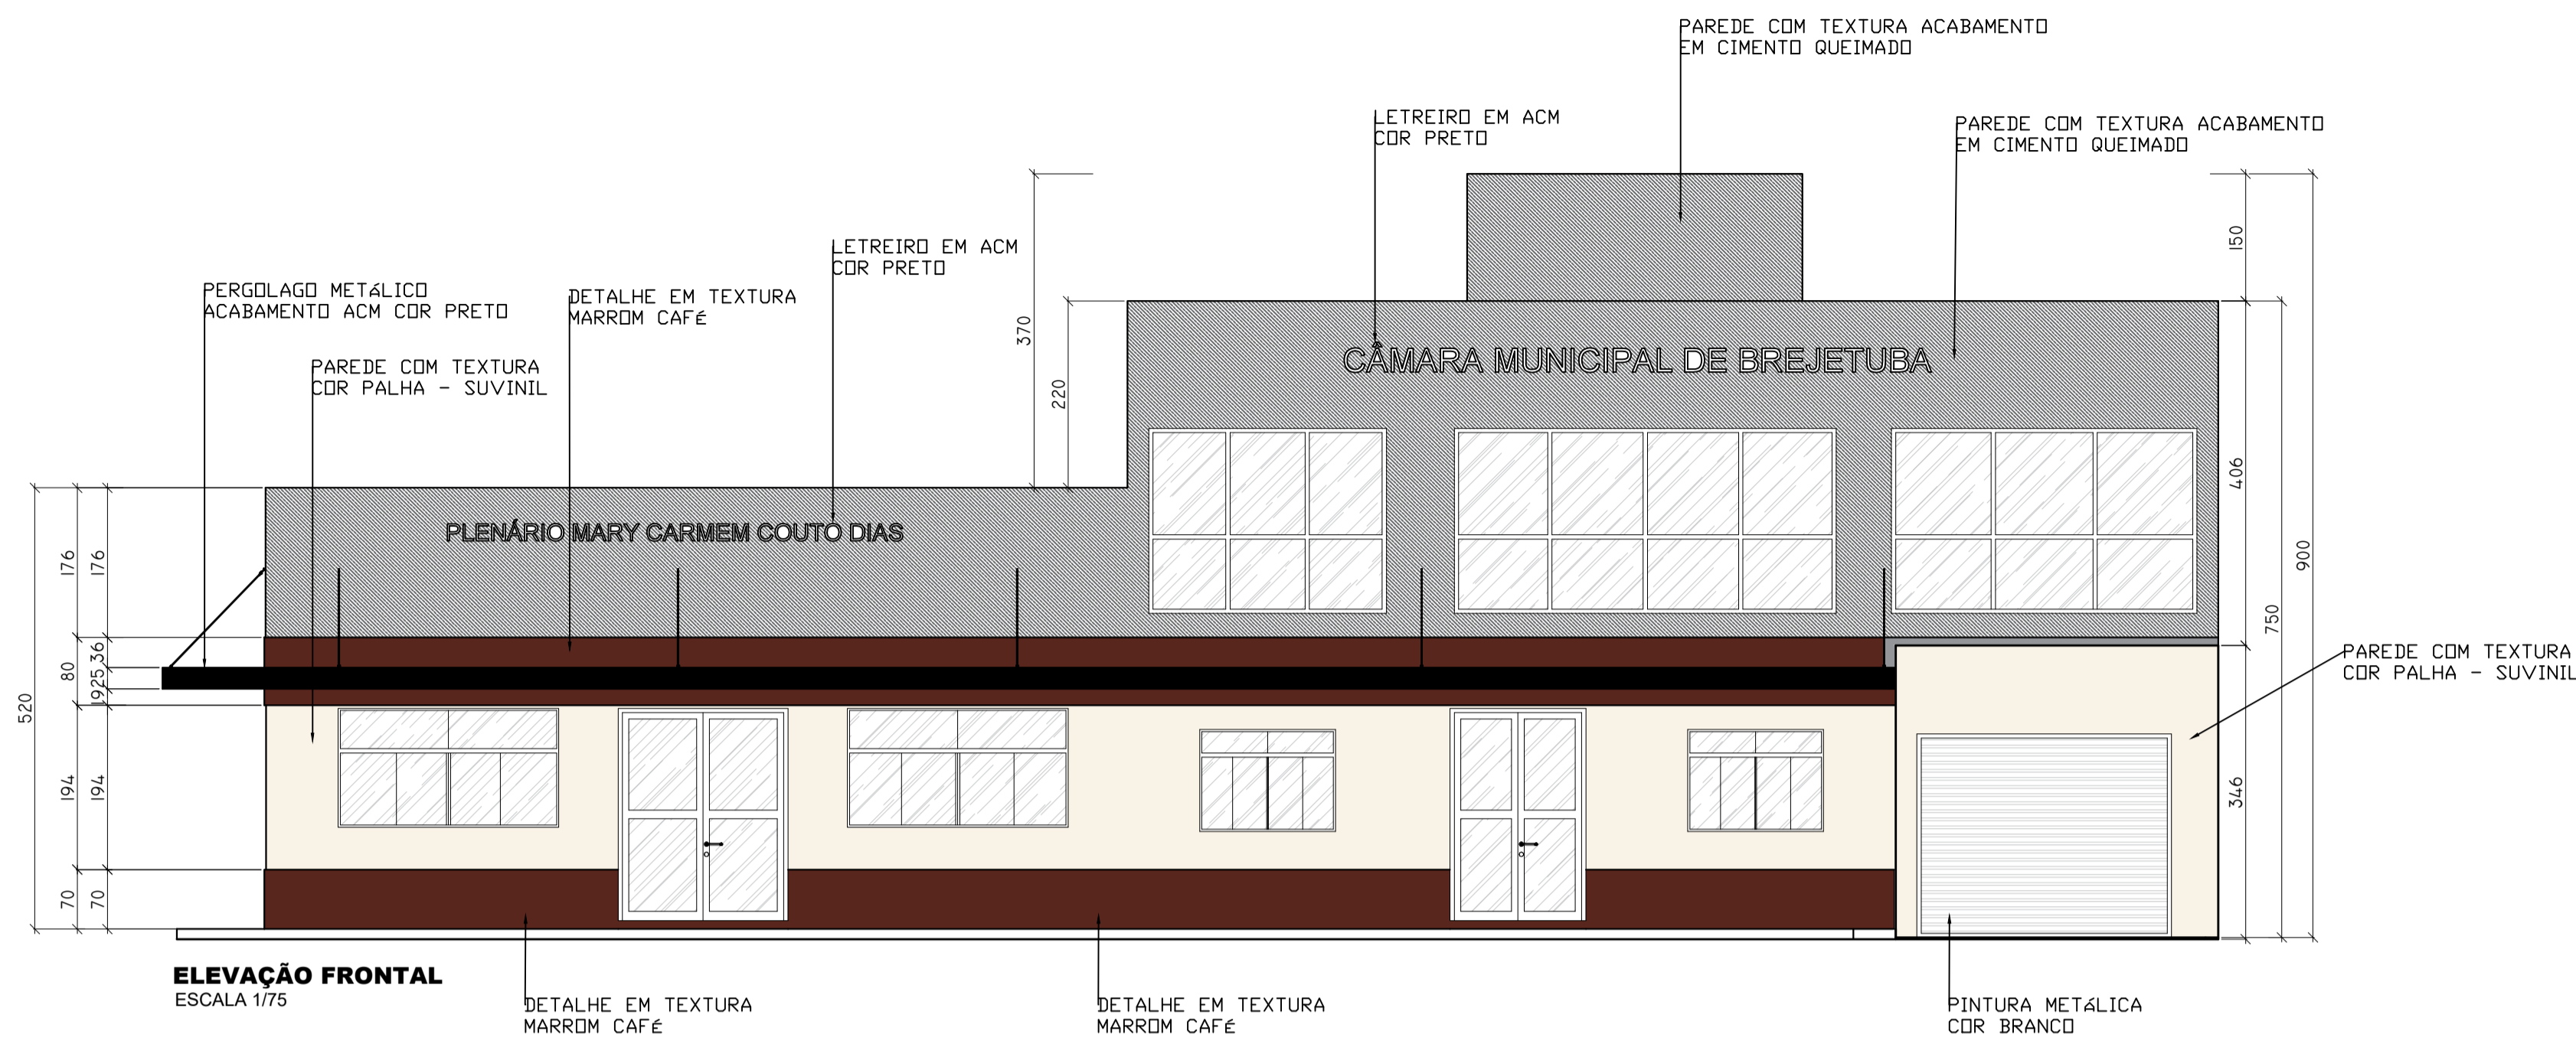 PAREDE COM TEXTURA ACABAMENTO
EM CIMENTO QUEIMADO
LETREIRO EM ACM
COR PRETO
PAREDE COM TEXTURA ACABAMENTO
EM CIMENTO QUEIMADO
LETREIRO EM ACM
COR PRETO
PERGOLAGO METÁLICO
ACABAMENTO ACM COR PRETO
DETALHE EM TEXTURA
MARROM CAFÉ
PAREDE COM TEXTURA
COR PALHA - SUVINIL
370
220
150
406
750
900
346
CÂMARA MUNICIPAL DE BREJETUBA
PLENÁRIO MARY CARMEM COUTO DIAS
520
176
80
194
70
176
36
25
19
194
70
PAREDE COM TEXTURA
COR PALHA - SUVINIL
ELEVAÇÃO FRONTAL
ESCALA 1/75
DETALHE EM TEXTURA
MARROM CAFÉ
DETALHE EM TEXTURA
MARROM CAFÉ
PINTURA METÁLICA
COR BRANCO